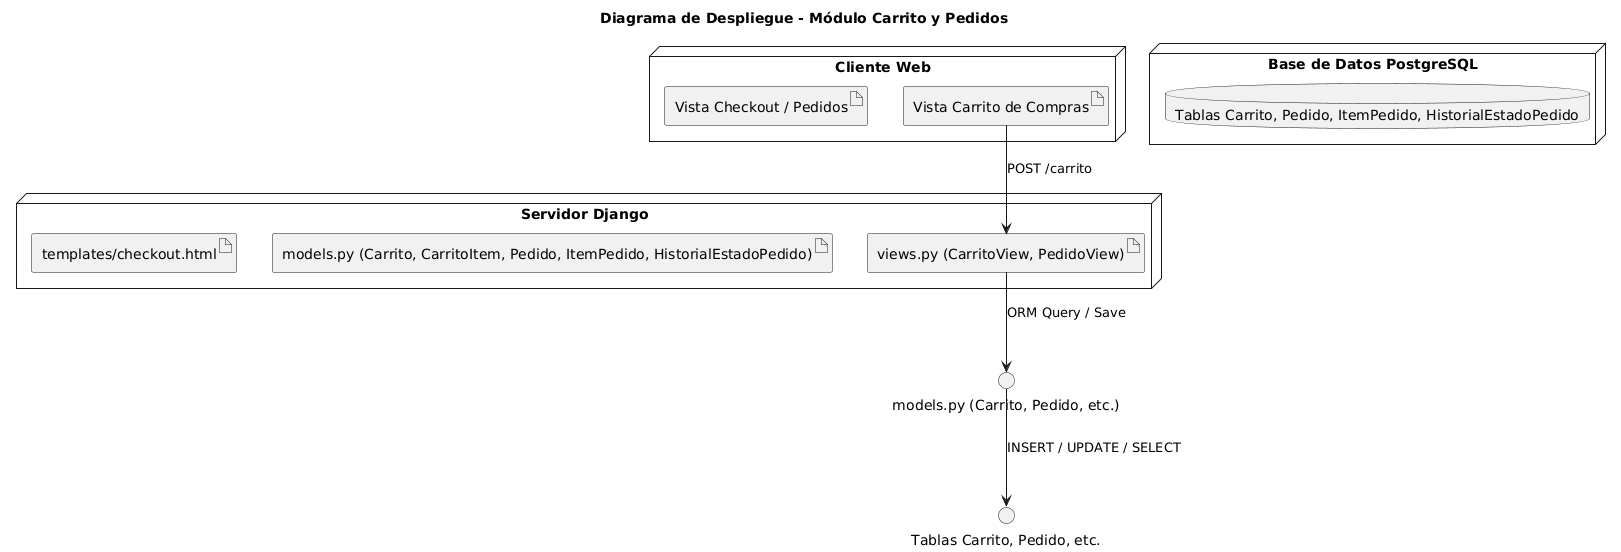 Diagrama de Despliegue - Módulo Carrito y Pedidos
Cliente Web
Vista Checkout / Pedidos
Vista Carrito de Compras
Base de Datos PostgreSQL
Tablas Carrito, Pedido, ItemPedido, HistorialEstadoPedido
POST /carrito
Servidor Django
templates/checkout.html
models.py (Carrito, CarritoItem, Pedido, ItemPedido, HistorialEstadoPedido)
views.py (CarritoView, PedidoView)
ORM Query / Save
models.py (Carrito, Pedido, etc.)
INSERT / UPDATE / SELECT
Tablas Carrito, Pedido, etc.